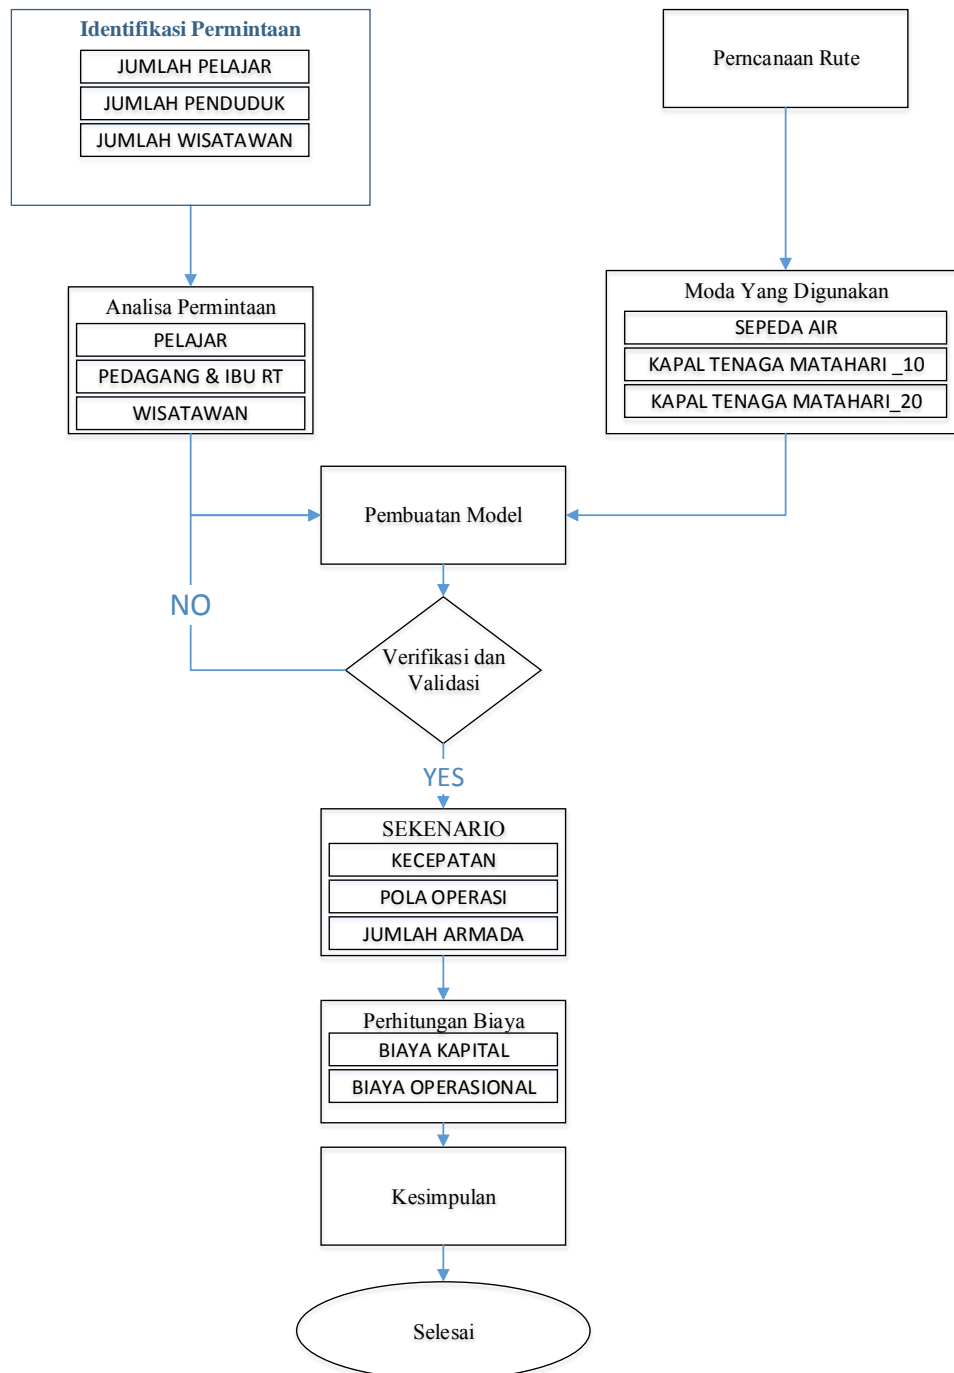 Identifikasi Permintaan
JUMLAH PELAJAR
JUMLAH PENDUDUK
JUMLAH WISATAWAN
Perncanaan Rute
Analisa Permintaan
PELAJAR
PEDAGANG & IBU RT
WISATAWAN
Moda Yang Digunakan
SEPEDA AIR
KAPAL TENAGA MATAHARI _10
KAPAL TENAGA MATAHARI_20
Pembuatan Model
NO
Verifikasi dan
Validasi
YES
SEKENARIO
KECEPATAN
POLA OPERASI
JUMLAH ARMADA
Perhitungan Biaya
BIAYA KAPITAL
BIAYA OPERASIONAL
Kesimpulan
Selesai